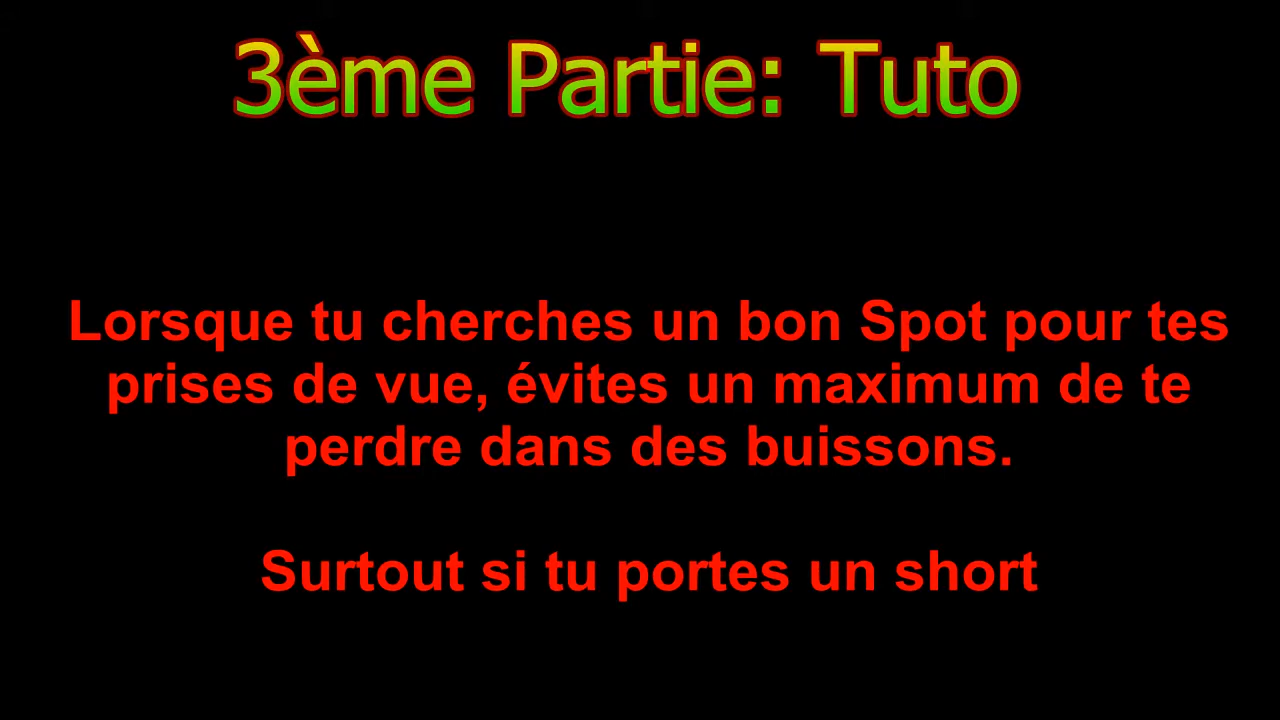 3ème Partie: Tuto
Lorsque tu cherches un bon Spot pour tes
prises de vue, évites un maximum de te
perdre dans des buissons.
Surtout si tu portes un short